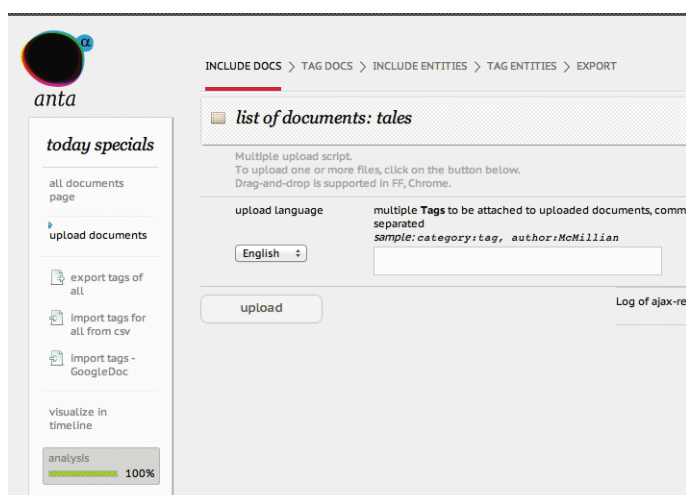 α
anta
INCLUDE DOCS > TAG DOCS > INCLUDE ENTITIES > TAG ENTITIES > EXPORT
list of documents: tales
today specials
all documents
page
upload documents
export tags of
all
import tags for
all from csv
import tags -
GoogleDoc
visualize in
timeline
analysis
100%
Multiple upload script.
To upload one or more files, click on the button below.
Drag-and-drop is supported in FF, Chrome.
upload language
English
multiple Tags to be attached to uploaded documents, comm
separated
sample: category:tag, author:McMillian
upload
Log of ajax-re